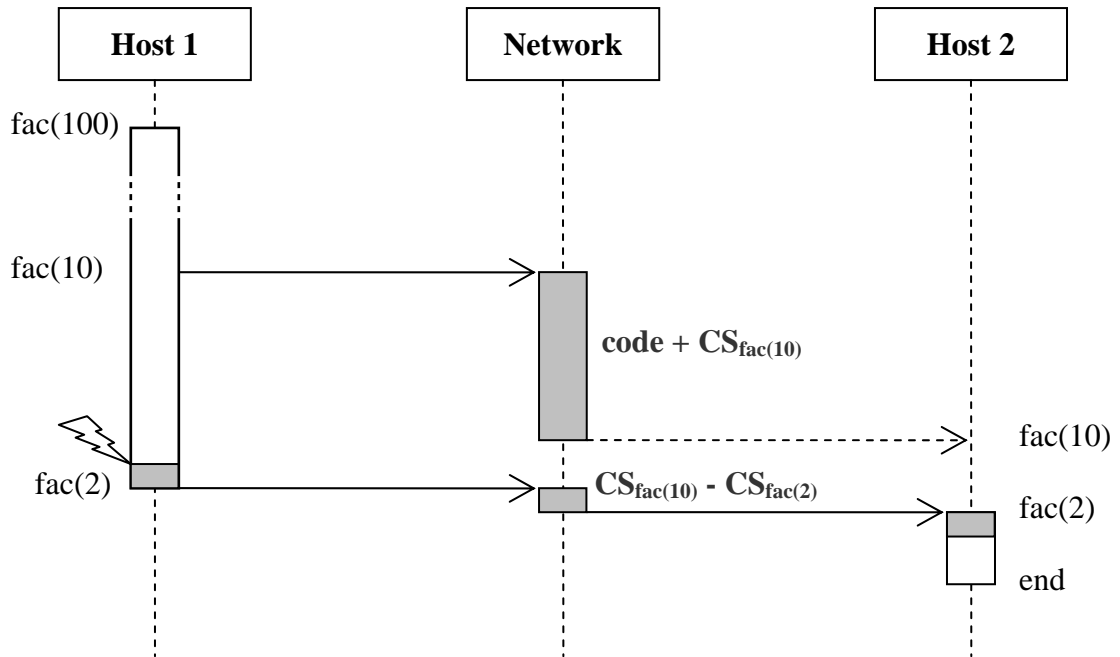 Host 1
Network
Host 2
fac(100)
fac(10)
code + CSfac(10)
fac(10)
fac(2)
CSfac(10) - CSfac(2)
fac(2)
end